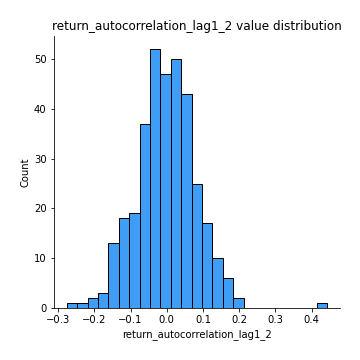 return_autocorrelation_lag1_2 value distribution
Count
50
40
30
20
10
0
−0.3 −0.2 −0.1 0.0 0.1 0.2 0.3 0.4
return_autocorrelation_lag1_2